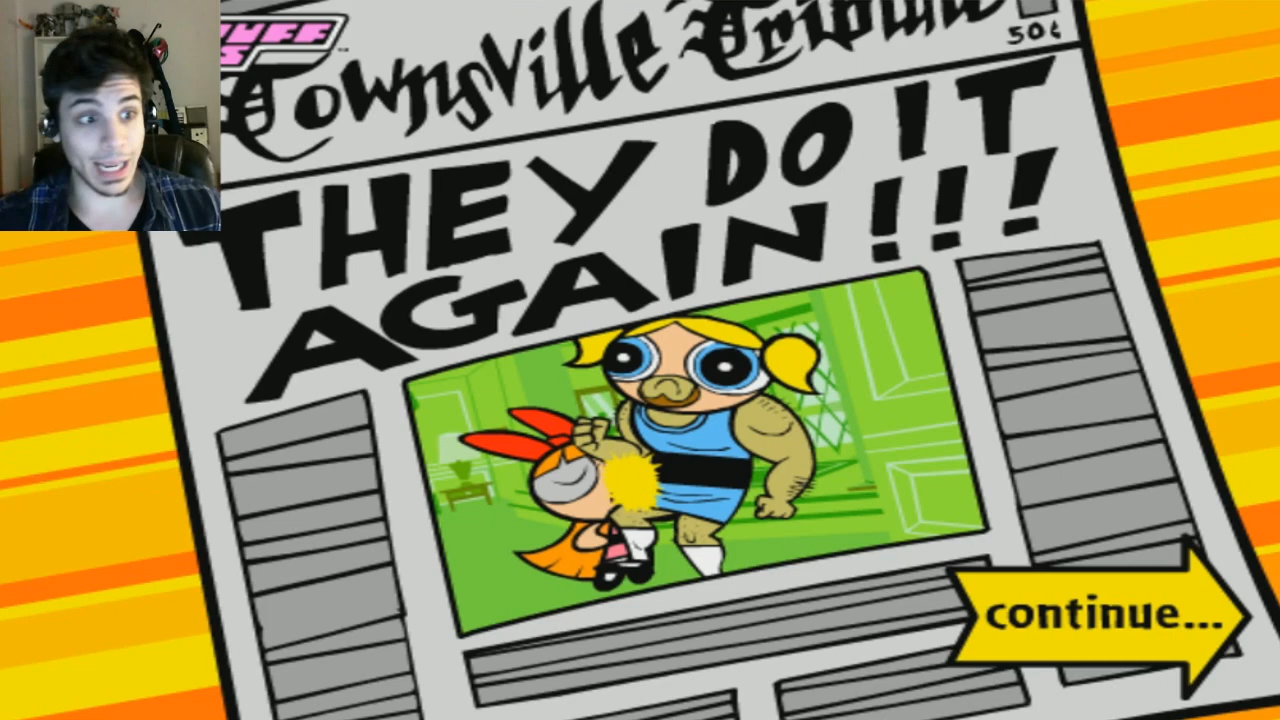 Townsville Tribune
50¢
THEY DO IT
AGAIN!!!
continue...